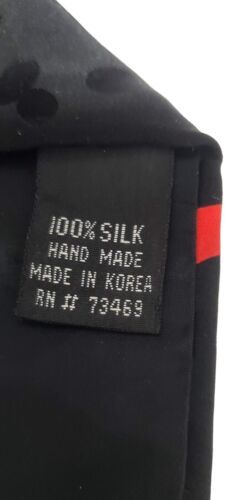 100% SILK
HAND MADE
MADE IN KOREA
RN # 73469